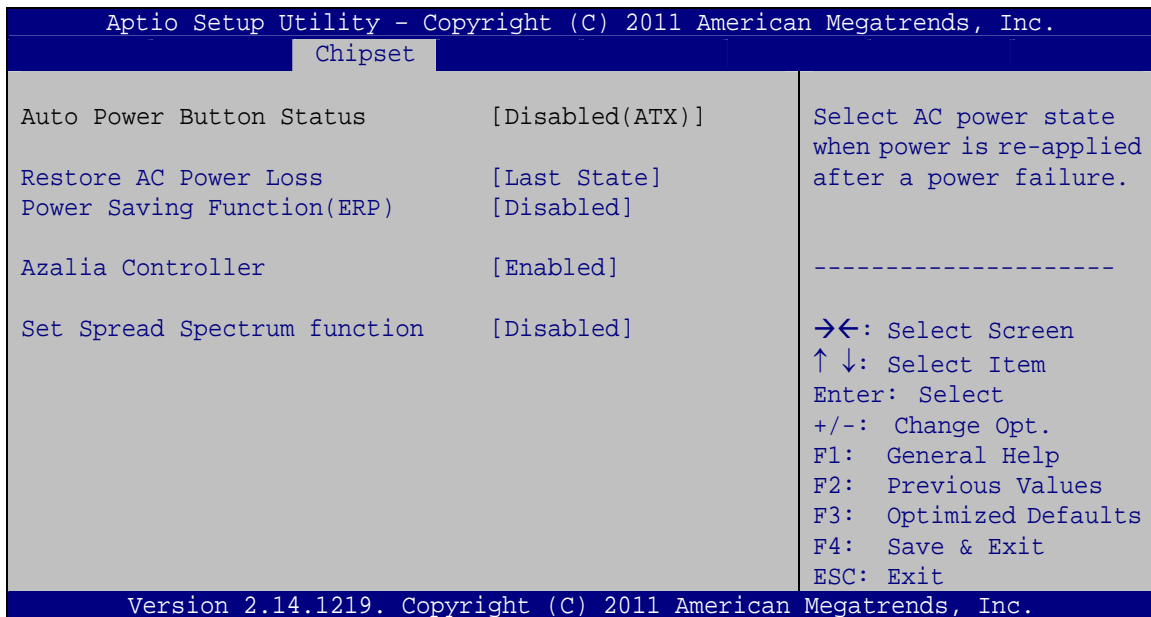 Aptio Setup Utility – Copyright (C) 2011 American Megatrends, Inc.
Chipset
Auto Power Button Status [Disabled(ATX)]
Restore AC Power Loss [Last State]
Power Saving Function(ERP) [Disabled]
Azalia Controller [Enabled]
Set Spread Spectrum function [Disabled]
Select AC power state
when power is re-applied
after a power failure.
---------------------
→←: Select Screen
↑ ↓: Select Item
Enter: Select
+/-: Change Opt.
F1: General Help
F2: Previous Values
F3: Optimized Defaults
F4: Save & Exit
ESC: Exit
Version 2.14.1219. Copyright (C) 2011 American Megatrends, Inc.